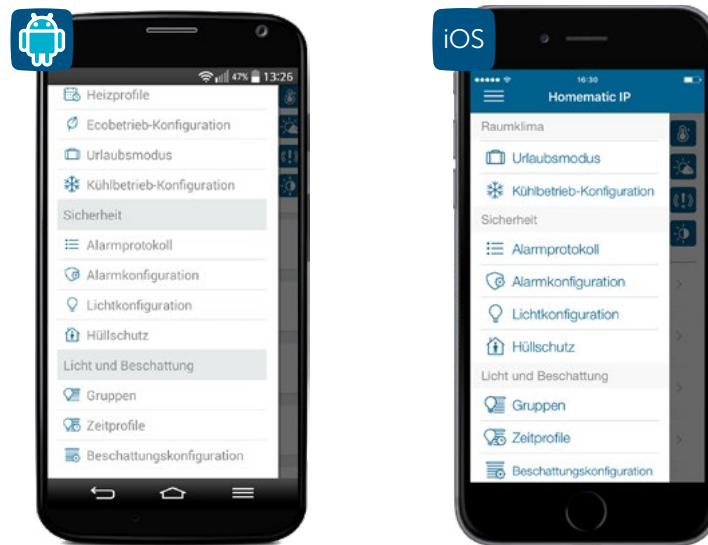 47% 13:26
Heizprofile
Ecobetrieb-Konfiguration
Urlaubsmodus
Kühlbetrieb-Konfiguration
Sicherheit
Alarmprotokoll
Alarmkonfiguration
Lichtkonfiguration
Hüllschutz
Licht und Beschattung
Gruppen
Zeitprofile
Beschattungskonfiguration
iOS
16:30
Homematic IP
Raumklima
Urlaubsmodus
Kühlbetrieb-Konfiguration
Sicherheit
Alarmprotokoll
Alarmkonfiguration
Lichtkonfiguration
Hüllschutz
Licht und Beschattung
Gruppen
Zeitprofile
Beschattungskonfiguration